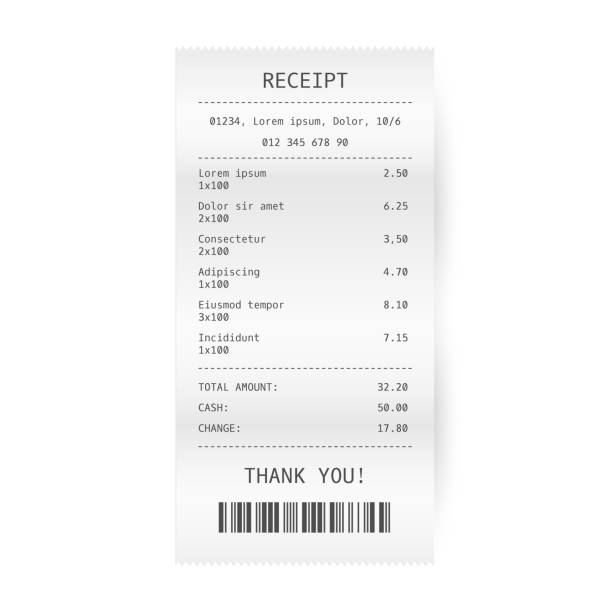 RECEIPT
01234, Lorem ipsum, Dolor, 10/6
012 345 678 90
Lorem ipsum 2.50
1x100
Dolor sir amet 6.25
2x100
Consectetur 3,50
2x100
Adipiscing 4.70
1x100
Eiusmod tempor 8.10
3x100
Incididunt 7.15
1x100
TOTAL AMOUNT: 32.20
CASH: 50.00
CHANGE: 17.80
THANK YOU!